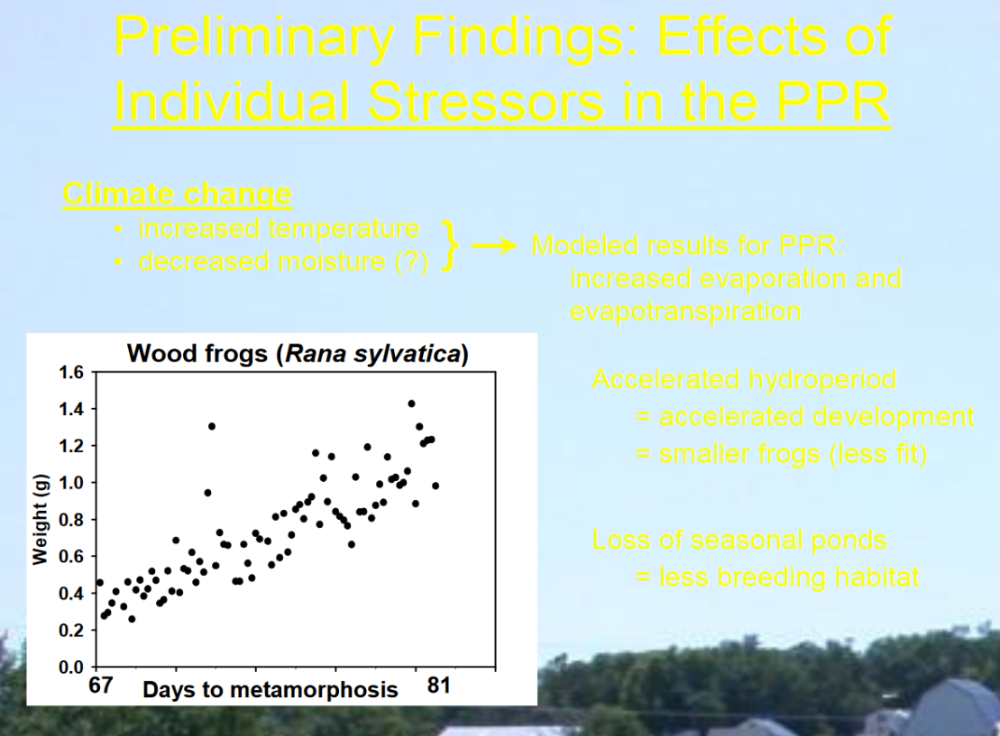 Preliminary Findings: Effects of
Individual Stressors in the PPR
Climate change
• increased temperature
• decreased moisture (?)
}
→ Modeled results for PPR:
increased evaporation and
evapotranspiration
Accelerated hydroperiod
= accelerated development
= smaller frogs (less fit)
Loss of seasonal ponds
= less breeding habitat
Wood frogs (Rana sylvatica)
Weight (g)
1.6
1.4
1.2
1.0
0.8
0.6
0.4
0.2
0.0
67
81
Days to metamorphosis